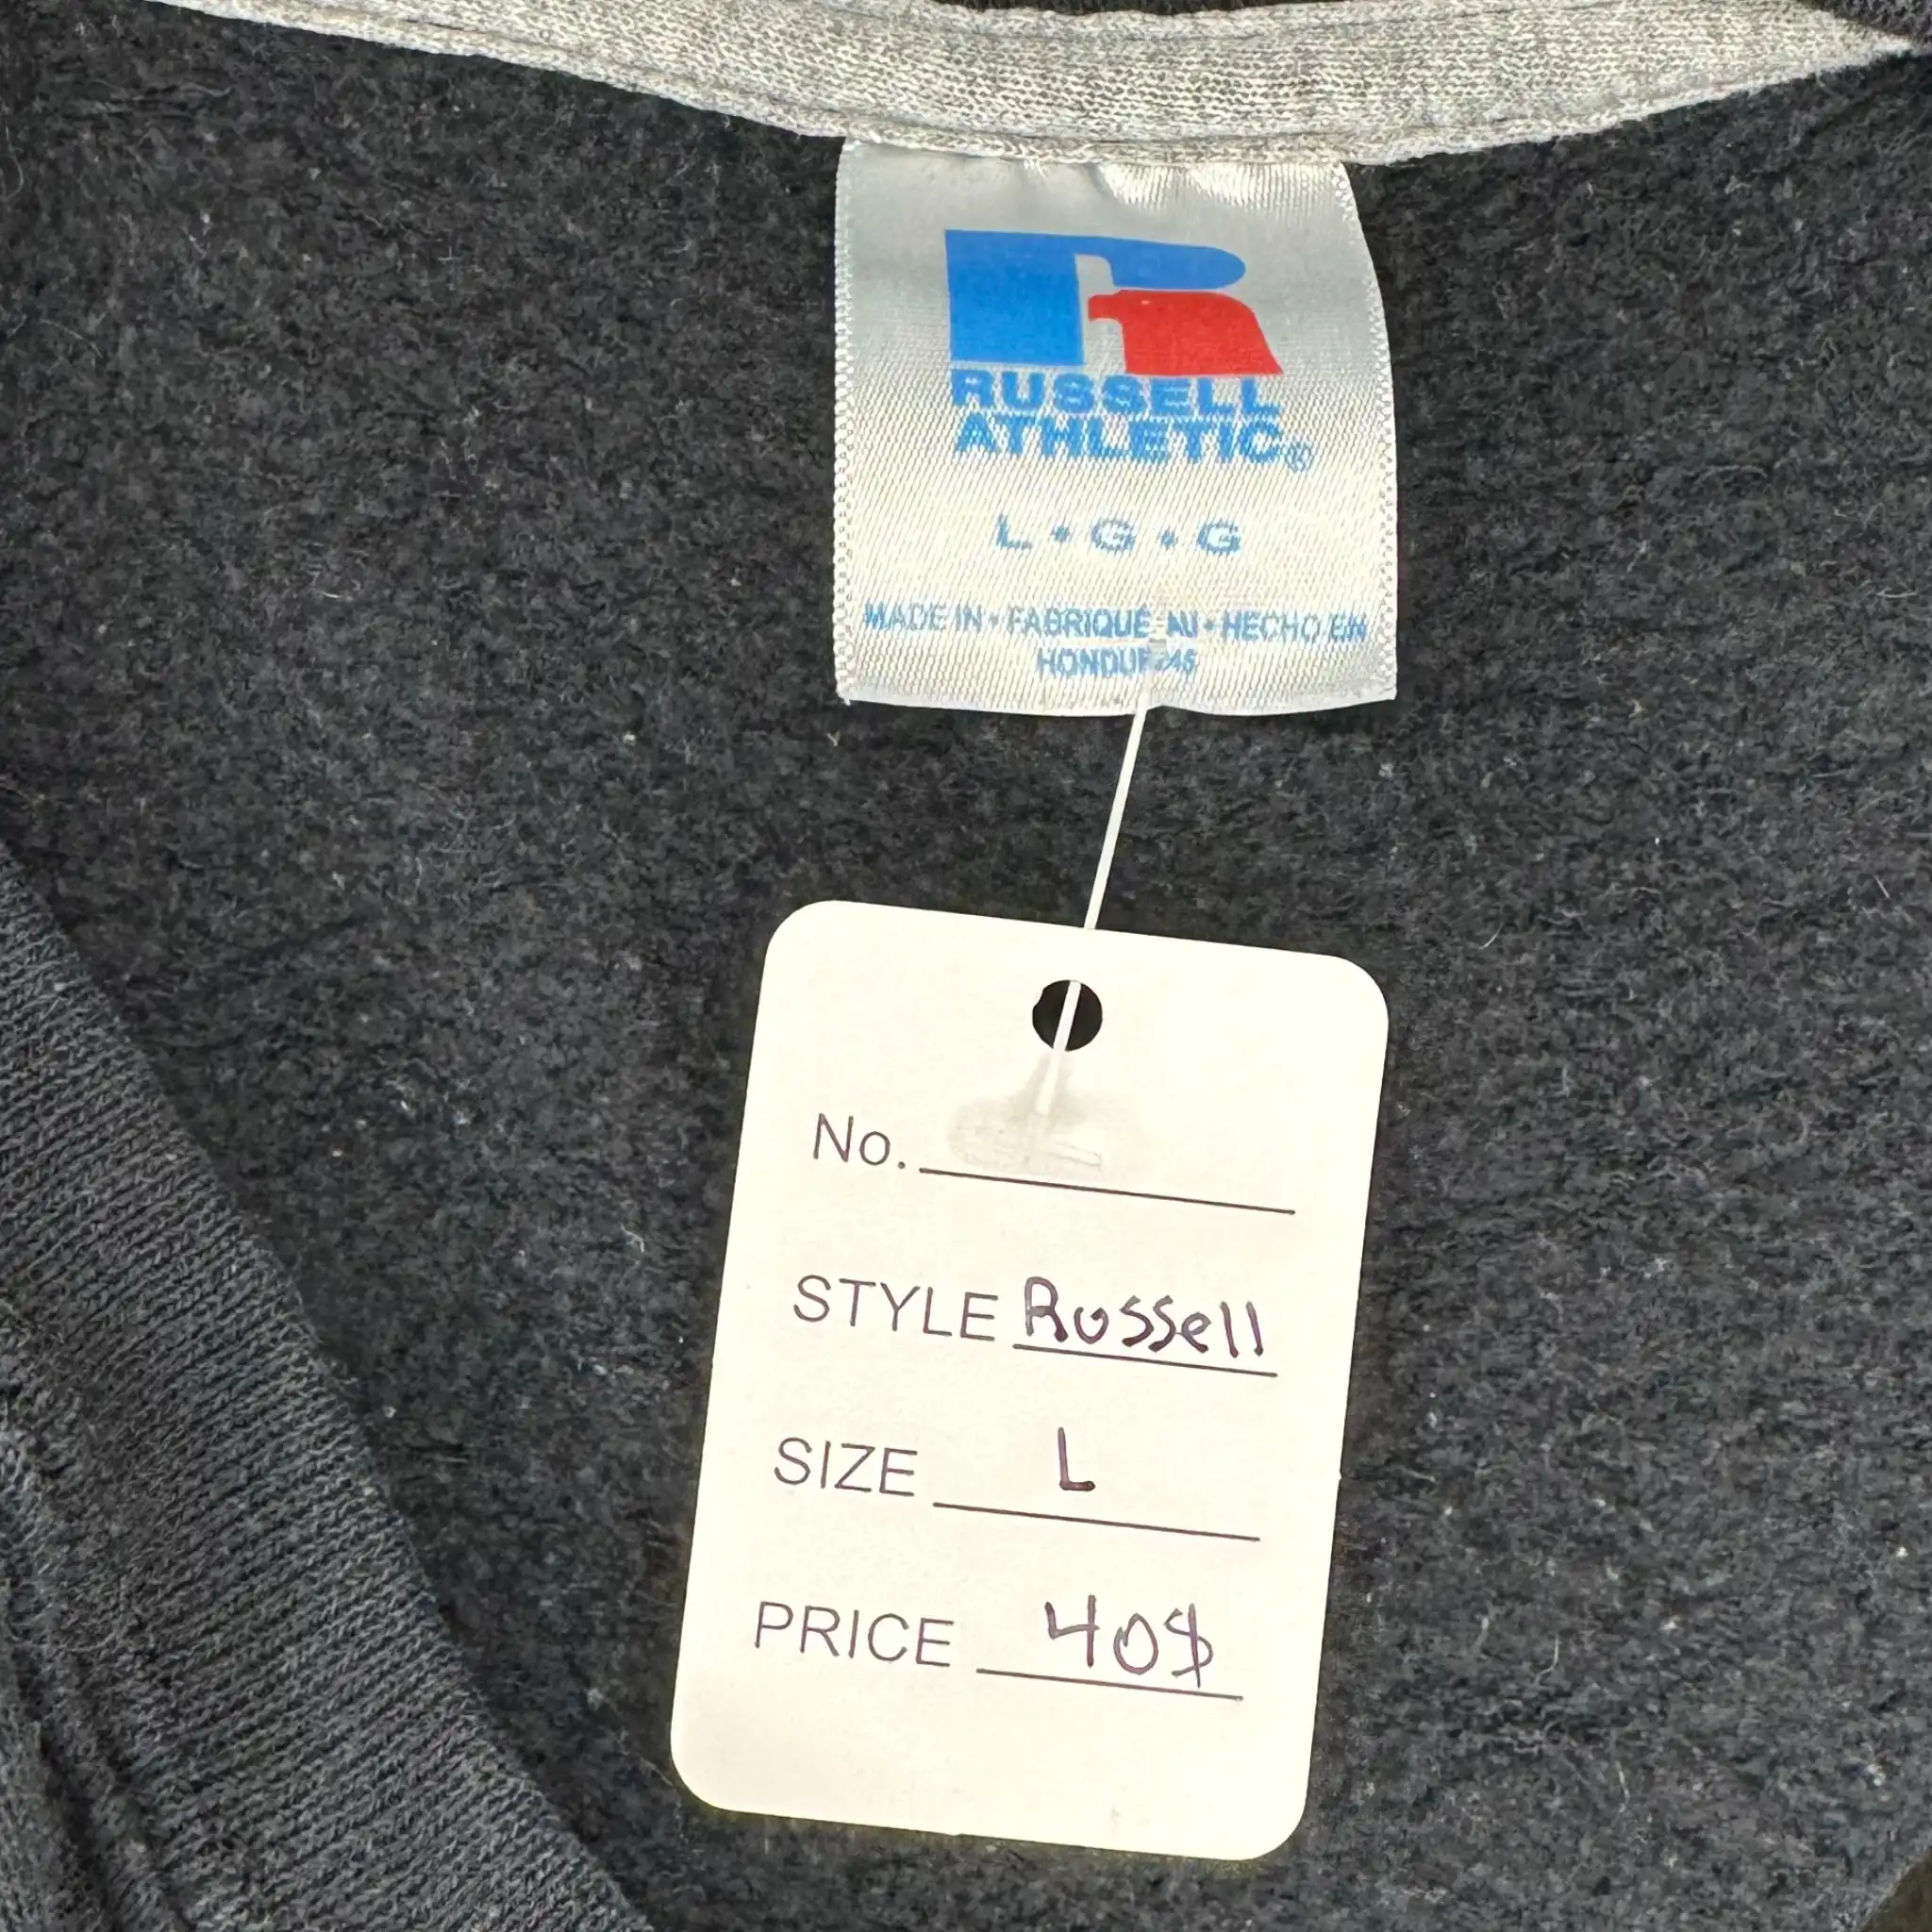 RUSSELL
ATHLETIC®
L • G • G
MADE IN • FABRIQUÉ AU • HECHO EN
HONDURAS
No.
STYLE Russell
SIZE L
PRICE 40$